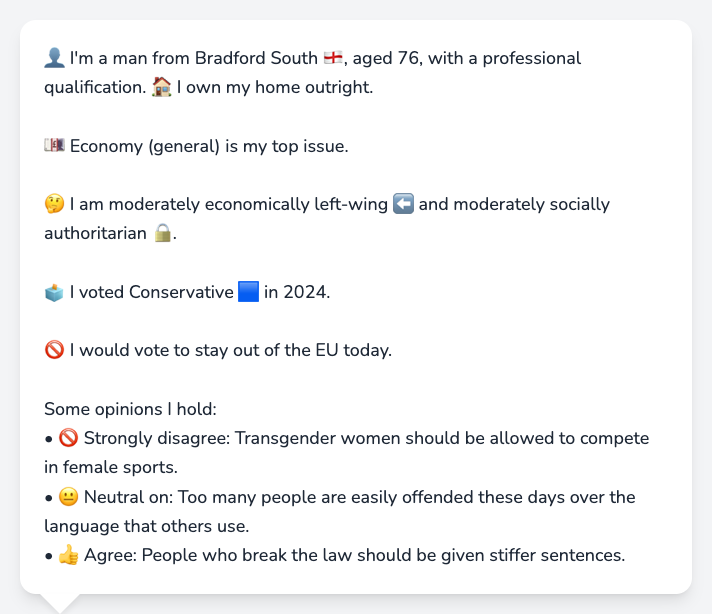 👤 I'm a man from Bradford South 🏴󠁧󠁢󠁥󠁮󠁧󠁿, aged 76, with a professional
qualification. 🏠 I own my home outright.
💷 Economy (general) is my top issue.
🤔 I am moderately economically left-wing ⬅️ and moderately socially
authoritarian 🔒.
🗳️ I voted Conservative 🟦 in 2024.
🚫 I would vote to stay out of the EU today.
Some opinions I hold:
• 🚫 Strongly disagree: Transgender women should be allowed to compete
in female sports.
• 😐 Neutral on: Too many people are easily offended these days over the
language that others use.
• 👍 Agree: People who break the law should be given stiffer sentences.